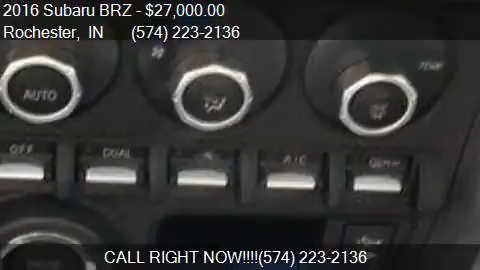 2016 Subaru BRZ - $27,000.00
Rochester, IN (574) 223-2136
TEMP
AUTO
OFF
DUAL
A/C
CALL RIGHT NOW!!!!(574) 223-2136